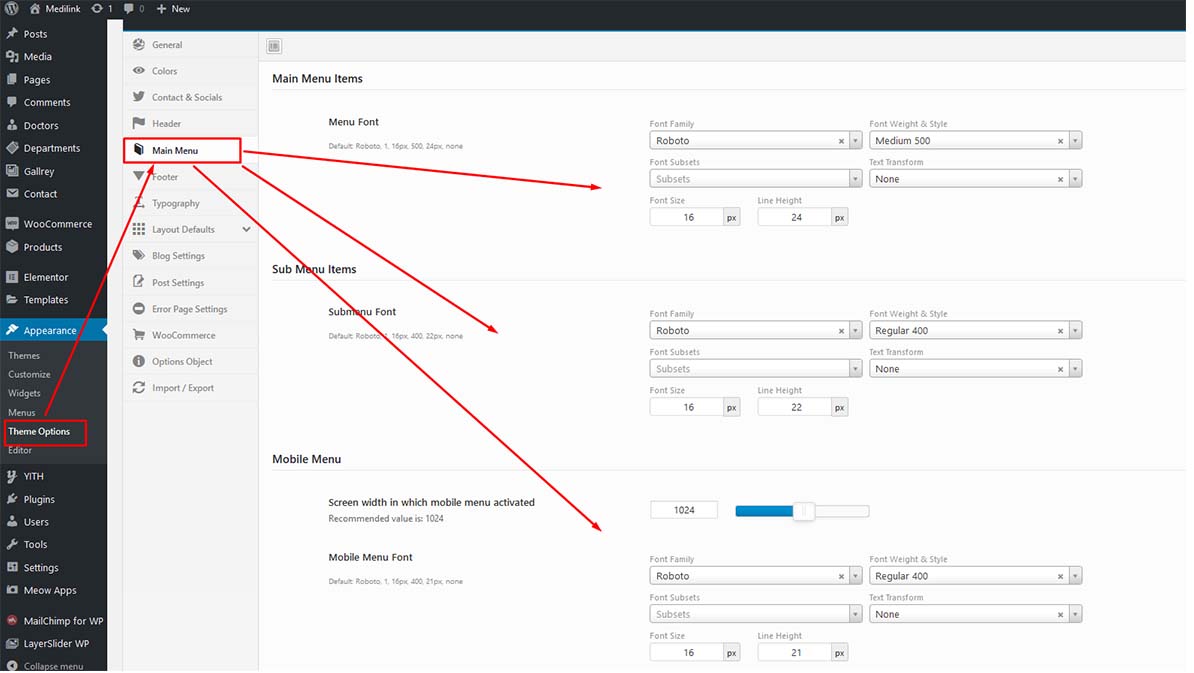 Medilink 1 0 New
Posts
Media
Pages
Comments
Doctors
Departments
Gallrey
Contact
WooCommerce
Products
Elementor
Templates
Appearance
Themes
Customize
Widgets
Menus
Theme Options
Editor
YITH
Plugins
Users
Tools
Settings
Meow Apps
MailChimp for WP
LayerSlider WP
Collapse menu
General
Colors
Contact & Socials
Header
Main Menu
Footer
Typography
Layout Defaults
Blog Settings
Post Settings
Error Page Settings
WooCommerce
Options Object
Import / Export
Main Menu Items
Menu Font
Default: Roboto, 1, 16px, 500, 24px, none
Font Family
Roboto
Font Weight & Style
Medium 500
Font Subsets
Subsets
Text Transform
None
Font Size
16 px
Line Height
24 px
Sub Menu Items
Submenu Font
Default: Roboto, 1, 16px, 400, 22px, none
Font Family
Roboto
Font Weight & Style
Regular 400
Font Subsets
Subsets
Text Transform
None
Font Size
16 px
Line Height
22 px
Mobile Menu
Screen width in which mobile menu activated
Recommended value is: 1024
1024
Mobile Menu Font
Default: Roboto, 1, 16px, 400, 21px, none
Font Family
Roboto
Font Weight & Style
Regular 400
Font Subsets
Subsets
Text Transform
None
Font Size
16 px
Line Height
21 px